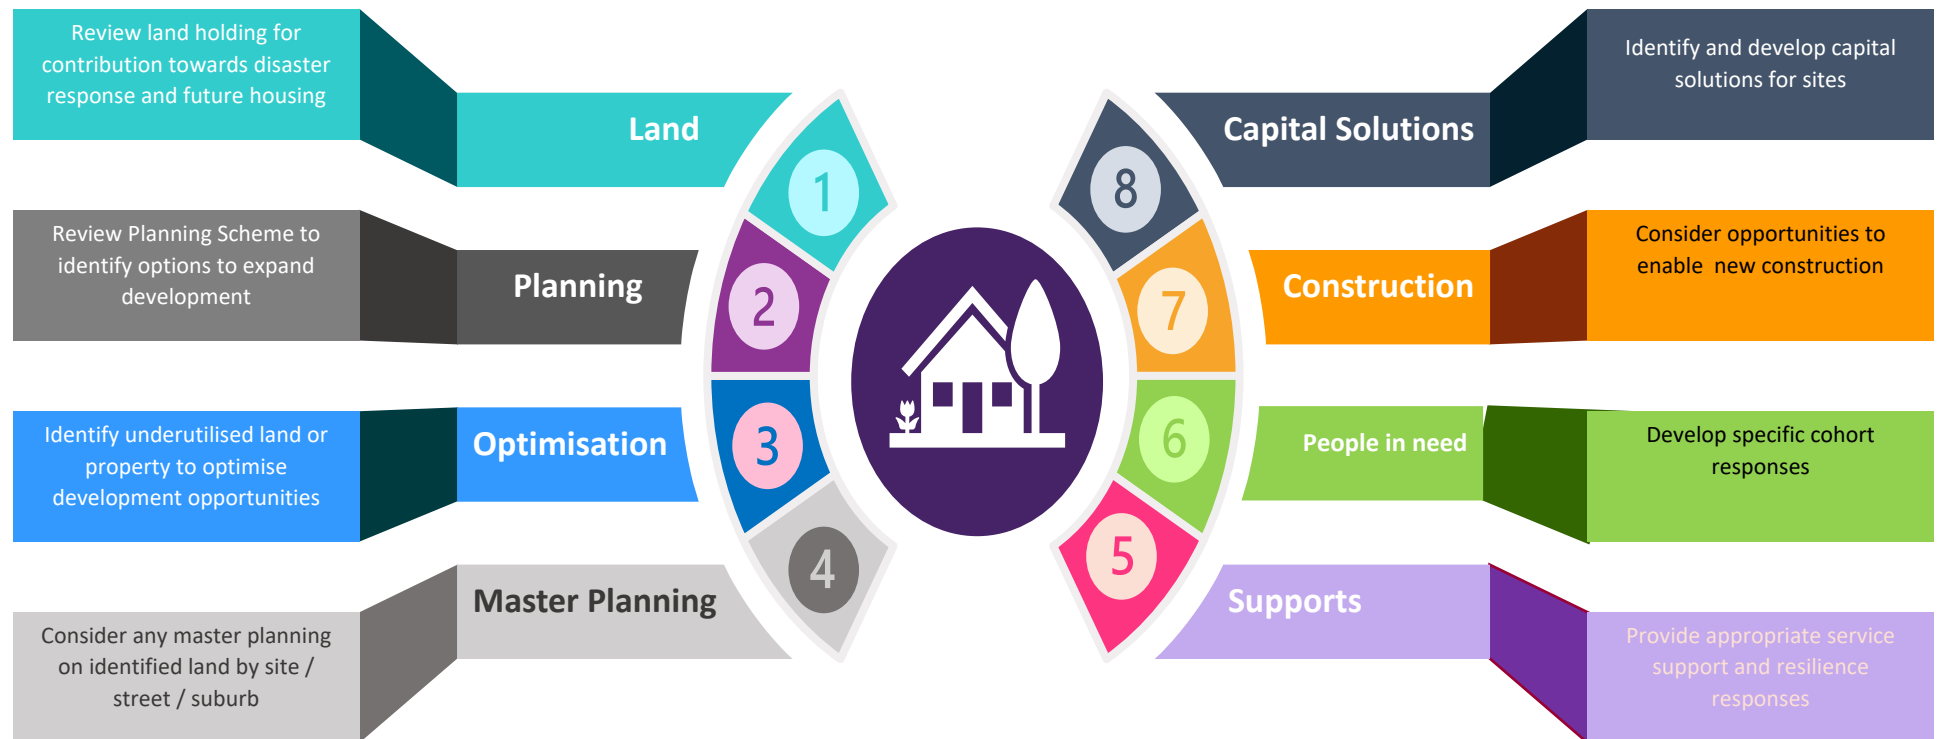 Review land holding for
contribution towards disaster
response and future housing
Land
1
Review Planning Scheme to
identify options to expand
development
Planning
2
Identify underutilised land or
property to optimise
development opportunities
Optimisation
3
Consider any master planning
on identified land by site /
street / suburb
Master Planning
4
5
Supports
Provide appropriate service
support and resilience
responses
6
People in need
Develop specific cohort
responses
7
Construction
Consider opportunities to
enable  new construction
8
Capital Solutions
Identify and develop capital
solutions for sites